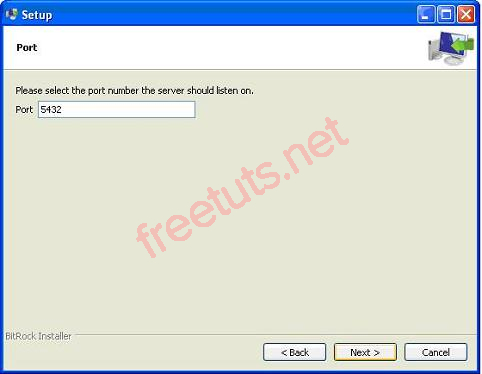 Setup
Port
Please select the port number the server should listen on.
Port 5432
freetuts.net
BitRock Installer
< Back Next > Cancel